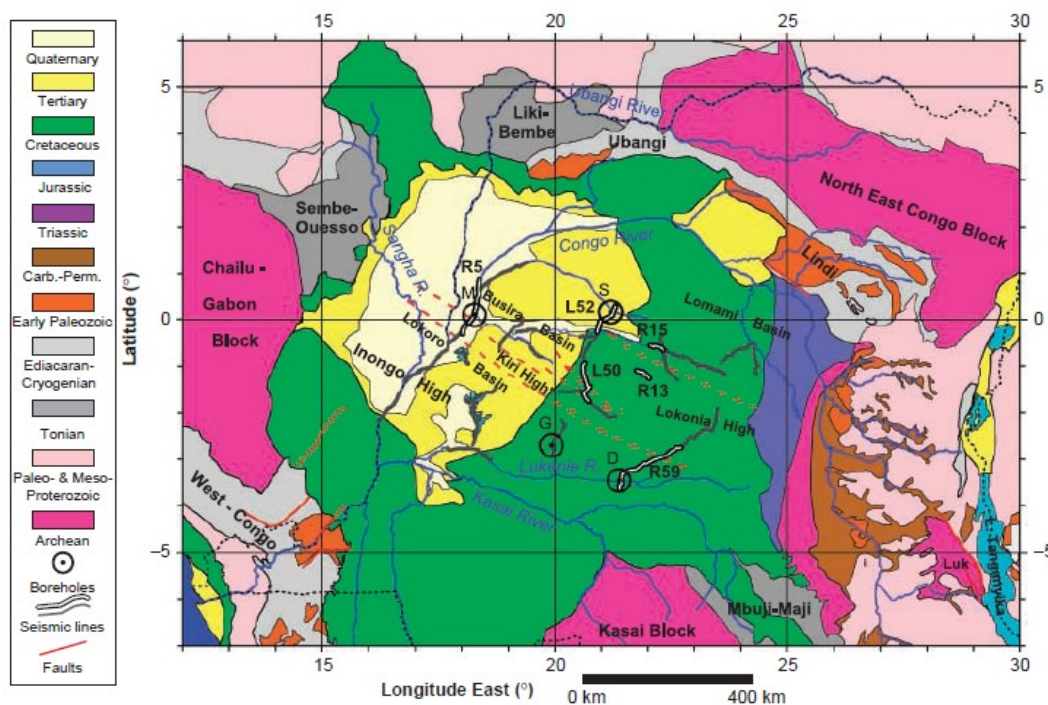 Quaternary
Tertiary
Cretaceous
Jurassic
Triassic
Carb.-Perm.
Early Paleozoic
Ediacaran-
Cryogenian
Tonian
Paleo- & Meso-
Proterozoic
Archean
Boreholes
Seismic lines
Faults
15
20
25
30
5
0
−5
Latitude (°)
Liki-
Bembe
Ubangi River
Ubangi
North East Congo Block
Sembe-
Ouesso
Sangha R.
Congo River
Lindi
Chailu -
Gabon
Block
R5
M
Busira
Basin
S
L52
R15
Lomami Basin
Lokoro
Basin
Kiri High
Inongo High
L50
R13
Lokonia High
G
D
Lukenie R.
R59
Kasai River
West - Congo
Kasai Block
Mbuji-Maji
Luk
L. Tanganyika
15
20
25
30
Longitude East (°)
0 km
400 km